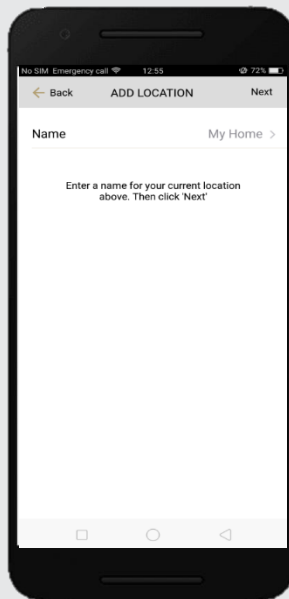 No SIM Emergency call 12:55 72%
Back ADD LOCATION Next
Name My Home >
Enter a name for your current location
above. Then click 'Next'